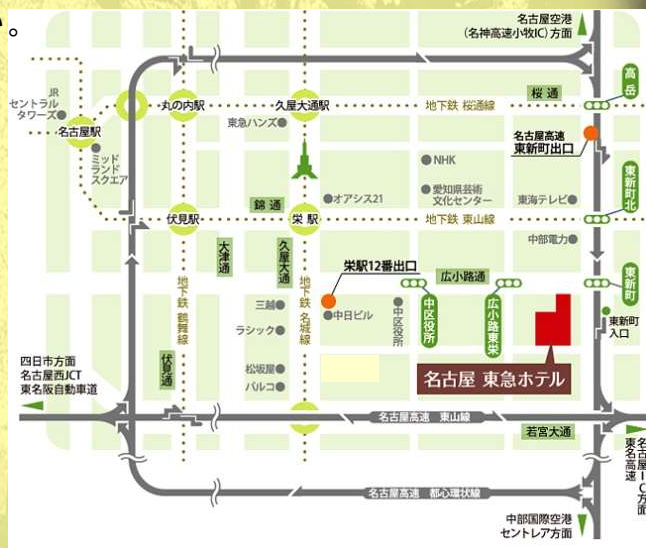 い。
名古屋空港
(名神高速小牧IC)方面
高岳
桜 通
JR
セントラル
タワーズ
名古屋駅
丸の内駅
久屋大通駅
地下鉄 桜通線
東急ハンズ
ミッド
ランド
スクエア
名古屋高速
東新町出口
NHK
愛知県芸術
文化センター
オアシス21
東海テレビ
東新町北
錦 通
伏見駅
栄 駅
地下鉄 東山線
中部電力
大津通
久屋大通
栄駅12番出口
広小路通
東新町
地下鉄 鶴舞線
地下鉄 名城線
三越
中日ビル
中区役所
中区役所
広小路東栄
東新町
入口
ラシック
伏見通
松坂屋
パルコ
名古屋 東急ホテル
四日市方面
名古屋西JCT
東名阪自動車道
名古屋高速 東山線
若宮大通
名古屋IC方面
東名高速
名古屋高速 都心環状線
中部国際空港
セントレア方面